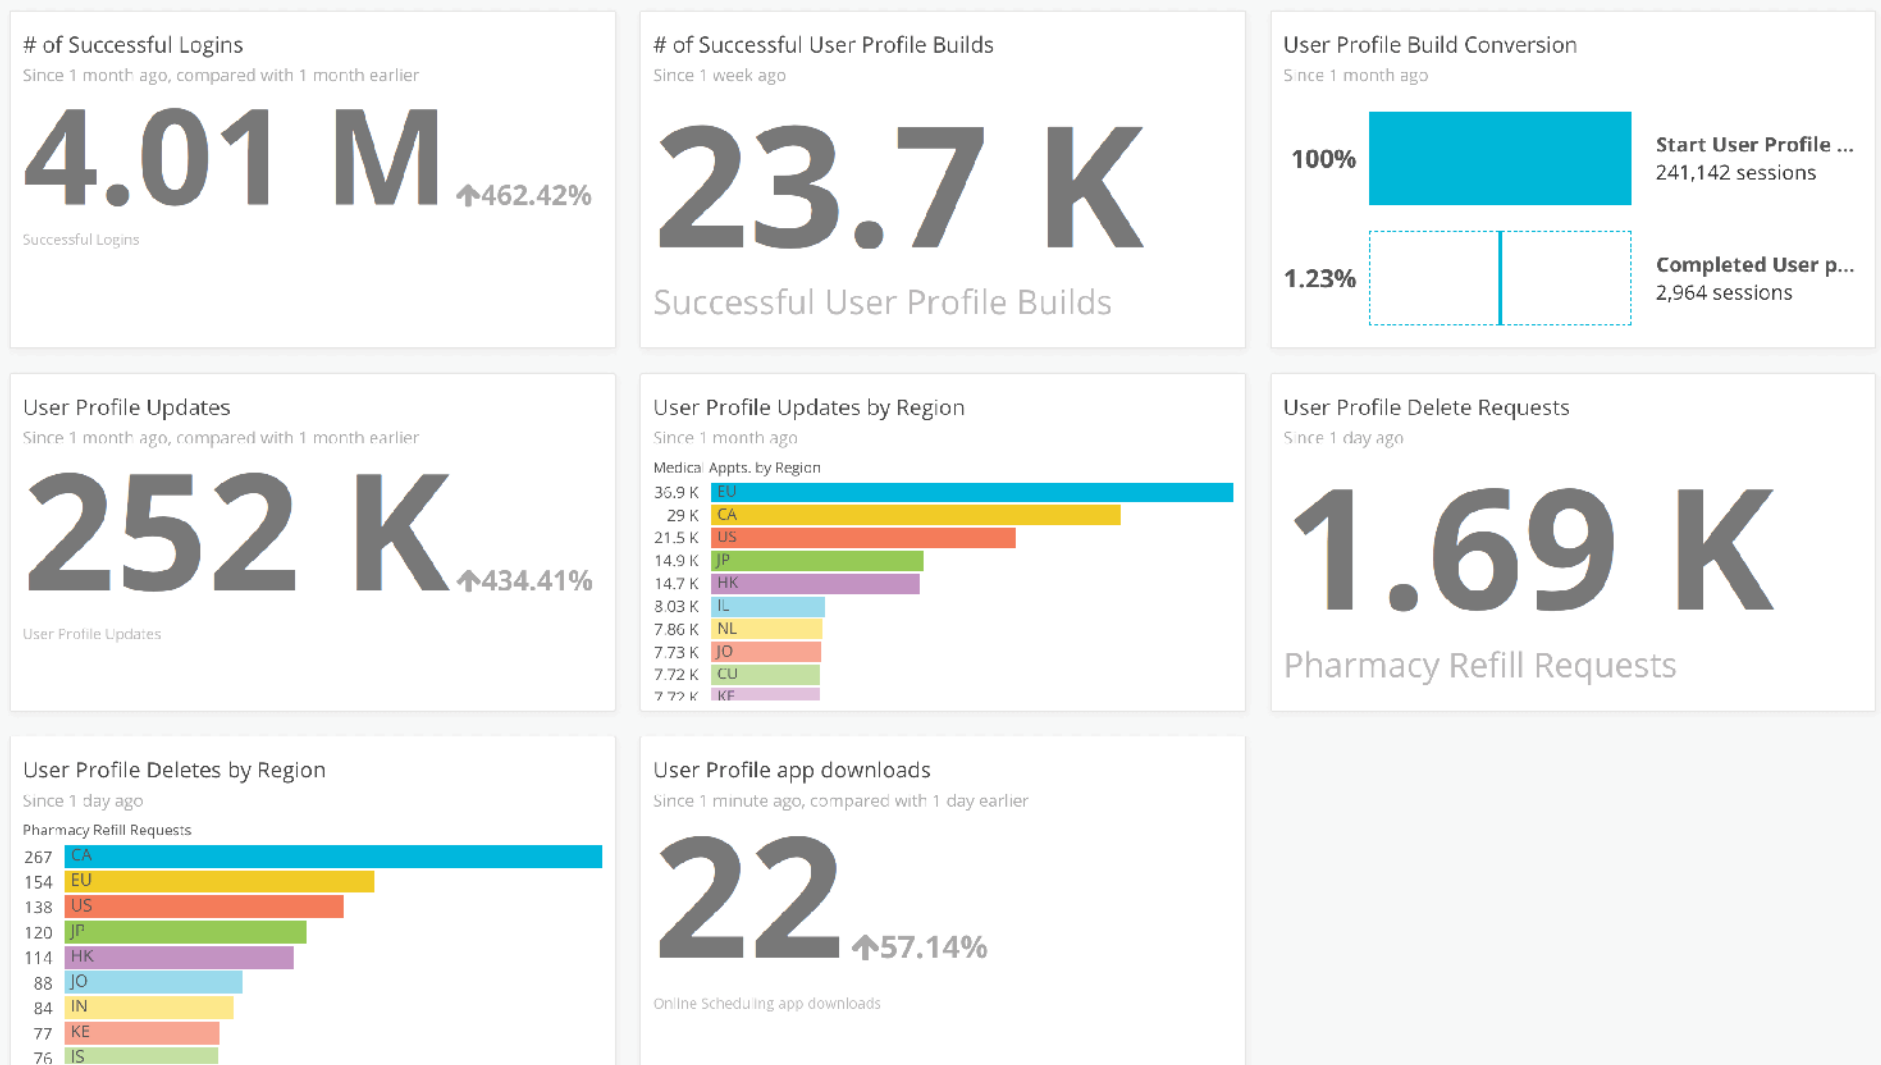 # of Successful Logins
Since 1 month ago, compared with 1 month earlier
4.01 M
462.42%
Successful Logins
# of Successful User Profile Builds
Since 1 week ago
23.7 K
Successful User Profile Builds
User Profile Build Conversion
Since 1 month ago
100%
Start User Profile ...
241,142 sessions
1.23%
Completed User p...
2,964 sessions
User Profile Updates
Since 1 month ago, compared with 1 month earlier
252 K
434.41%
User Profile Updates
User Profile Updates by Region
Since 1 month ago
Medical Appts. by Region
36.9 K EU
29 K CA
21.5 K US
14.9 K JP
14.7 K HK
8.03 K IL
7.86 K NL
7.73 K JO
7.72 K CU
7.72 K KE
User Profile Delete Requests
Since 1 day ago
1.69 K
Pharmacy Refill Requests
User Profile Deletes by Region
Since 1 day ago
Pharmacy Refill Requests
267 CA
154 EU
138 US
120 JP
114 HK
88 JO
84 IN
77 KE
76 IS
User Profile app downloads
Since 1 minute ago, compared with 1 day earlier
22
57.14%
Online Scheduling app downloads